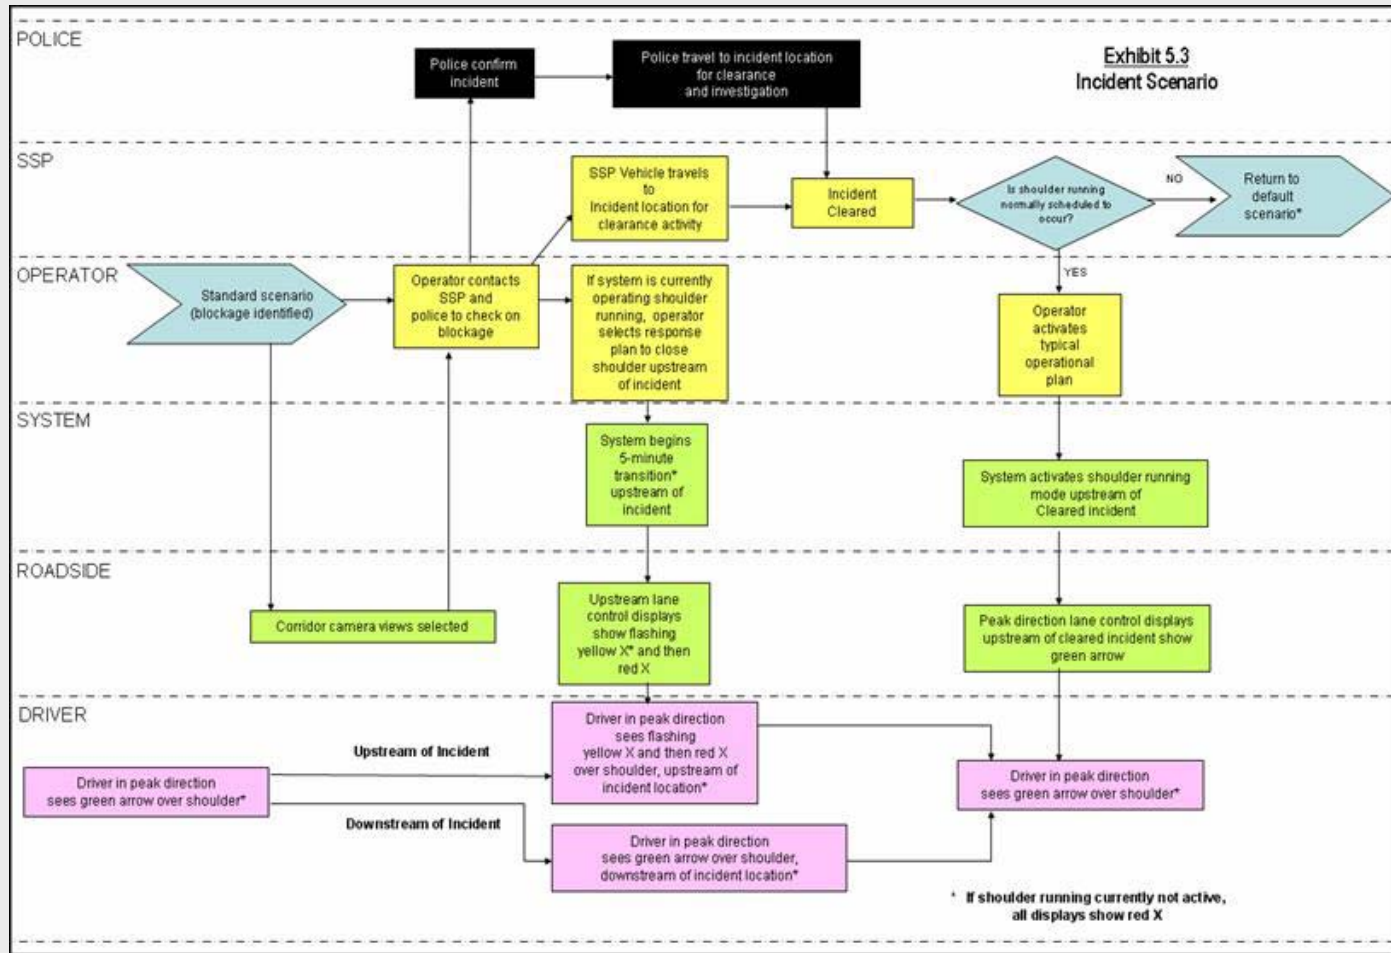 POLICE
Police confirm
incident
Police travel to incident location
for clearance
and investigation
Exhibit 5.3
Incident Scenario
SSP
SSP Vehicle travels
to
Incident location for
clearance activity
Incident
Cleared
Is shoulder running
normally scheduled to
occur?
NO
Return to
default
scenario*
YES
OPERATOR
Standard scenario
(blockage identified)
Operator contacts
SSP and
police to check on
blockage
If system is currently
operating shoulder
running, operator
selects response
plan to close
shoulder upstream
of incident
Operator
activates
typical
operational
plan
SYSTEM
System begins
5-minute
transition*
upstream of
incident
System activates shoulder running
mode upstream of
Cleared incident
ROADSIDE
Corridor camera views selected
Upstream lane
control displays
show flashing
yellow X* and then
red X
Peak direction lane control displays
upstream of cleared incident show
green arrow
DRIVER
Driver in peak direction
sees green arrow over shoulder*
Upstream of Incident
Downstream of Incident
Driver in peak direction
sees flashing
yellow X and then red X
over shoulder, upstream of
incident location*
Driver in peak direction
sees green arrow over shoulder,
downstream of incident location*
Driver in peak direction
sees green arrow over shoulder*
* If shoulder running currently not active,
all displays show red X